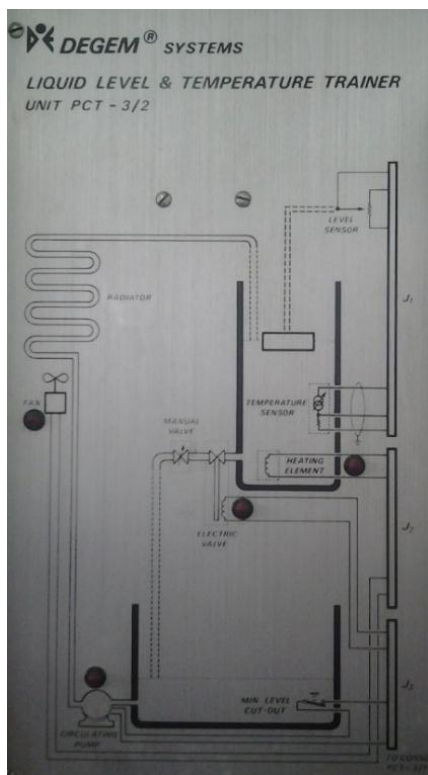 DEGEM® SYSTEMS
LIQUID LEVEL & TEMPERATURE TRAINER
UNIT PCT - 3/2
LEVEL
SENSOR
RADIATOR
J1
FAN
TEMPERATURE
SENSOR
MANUAL
VALVE
HEATING
ELEMENT
ELECTRIC
VALVE
J2
MIN LEVEL
CUT-OUT
J3
CIRCULATING
PUMP
TO